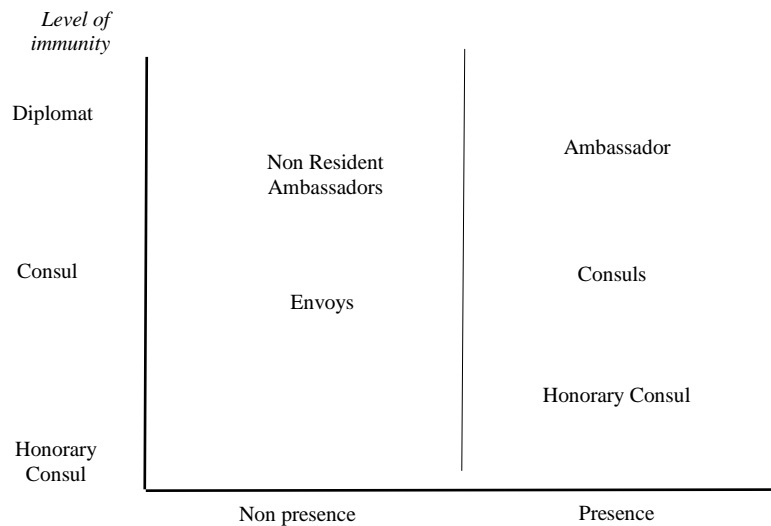 Level of
immunity
Diplomat
Ambassador
Non Resident
Ambassadors
Consul
Consuls
Envoys
Honorary Consul
Honorary
Consul
Non presence
Presence